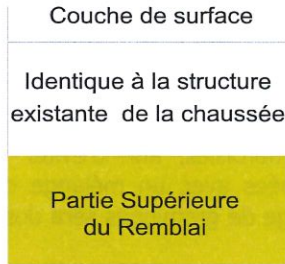 Couche de surface
Identique à la structure
existante de la chaussée
Partie Supérieure
du Remblai